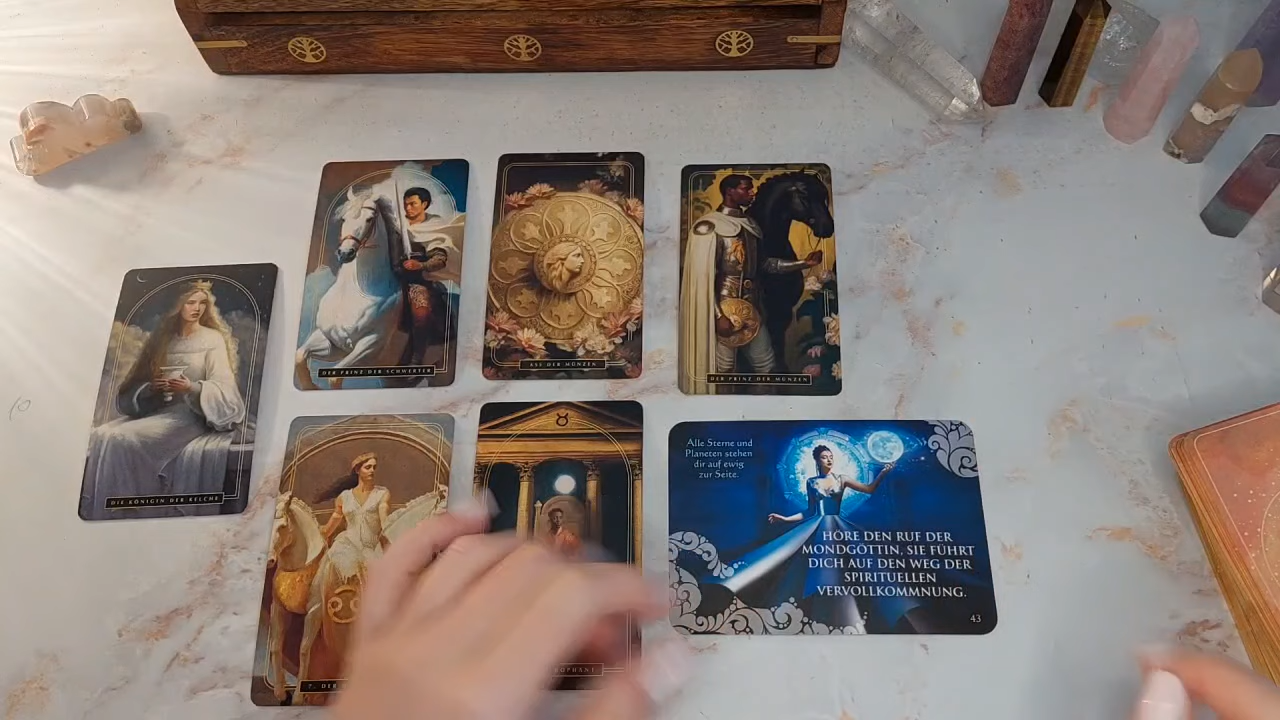 DER PRINZ DER SCHWERTER
ASS DER MÜNZEN
DER PRINZ DER MÜNZEN
DIE KÖNIGIN DER KELCHE
Alle Sterne und
Planeten stehen
dir auf ewig
zur Seite.
HÖRE DEN RUF DER
MONDGÖTTIN, SIE FÜHRT
DICH AUF DEN WEG DER
SPIRITUELLEN
VERVOLLKOMMNUNG.
43